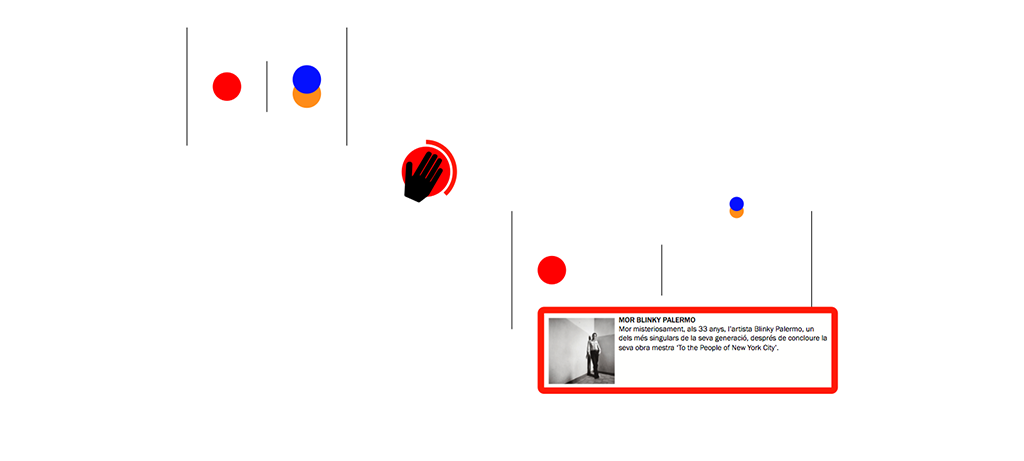 MOR BLINKY PALERMO
Mor misteriosament, als 33 anys, l'artista Blinky Palermo, un
dels més singulars de la seva generació, després de concloure la
seva obra mestra 'To the People of New York City'.